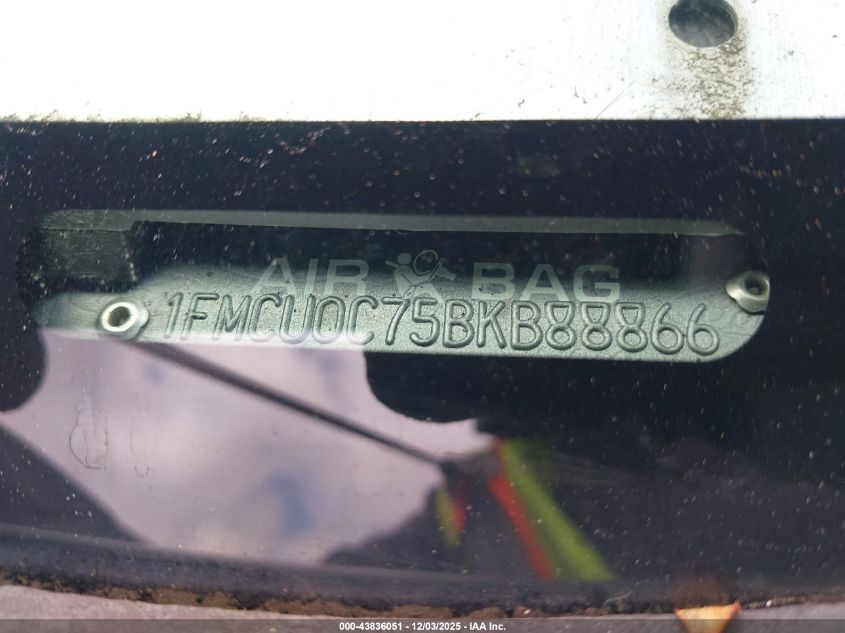 AIR BAG
1FMCU0C75BKB88866
000-43836051 - 12/03/2025 - IAA Inc.